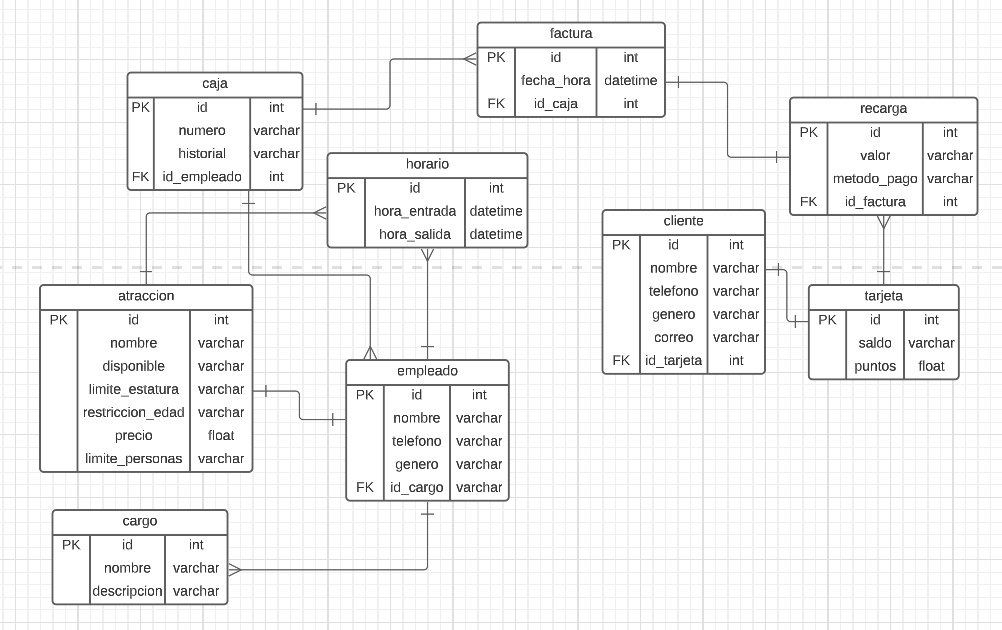 factura
PK id int
fecha_hora datetime
FK id_caja int
caja
PK id int
numero varchar
historial varchar
FK id_empleado int
recarga
PK id int
valor varchar
metodo_pago varchar
FK id_factura int
horario
PK id int
hora_entrada datetime
hora_salida datetime
cliente
PK id int
nombre varchar
telefono varchar
genero varchar
correo varchar
FK id_tarjeta int
atraccion
PK id int
nombre varchar
disponible varchar
limite_estatura varchar
restriccion_edad varchar
precio float
limite_personas varchar
tarjeta
PK id int
saldo varchar
puntos float
empleado
PK id int
nombre varchar
telefono varchar
genero varchar
FK id_cargo varchar
cargo
PK id int
nombre varchar
descripcion varchar